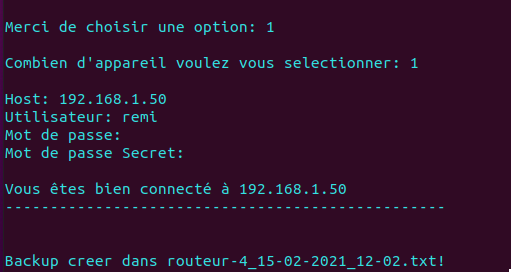 Merci de choisir une option: 1
Combien d'appareil voulez vous selectionner: 1
Host: 192.168.1.50
Utilisateur: remi
Mot de passe:
Mot de passe Secret:
Vous êtes bien connecté à 192.168.1.50
-------------------------------------------------
Backup creer dans routeur-4_15-02-2021_12-02.txt!